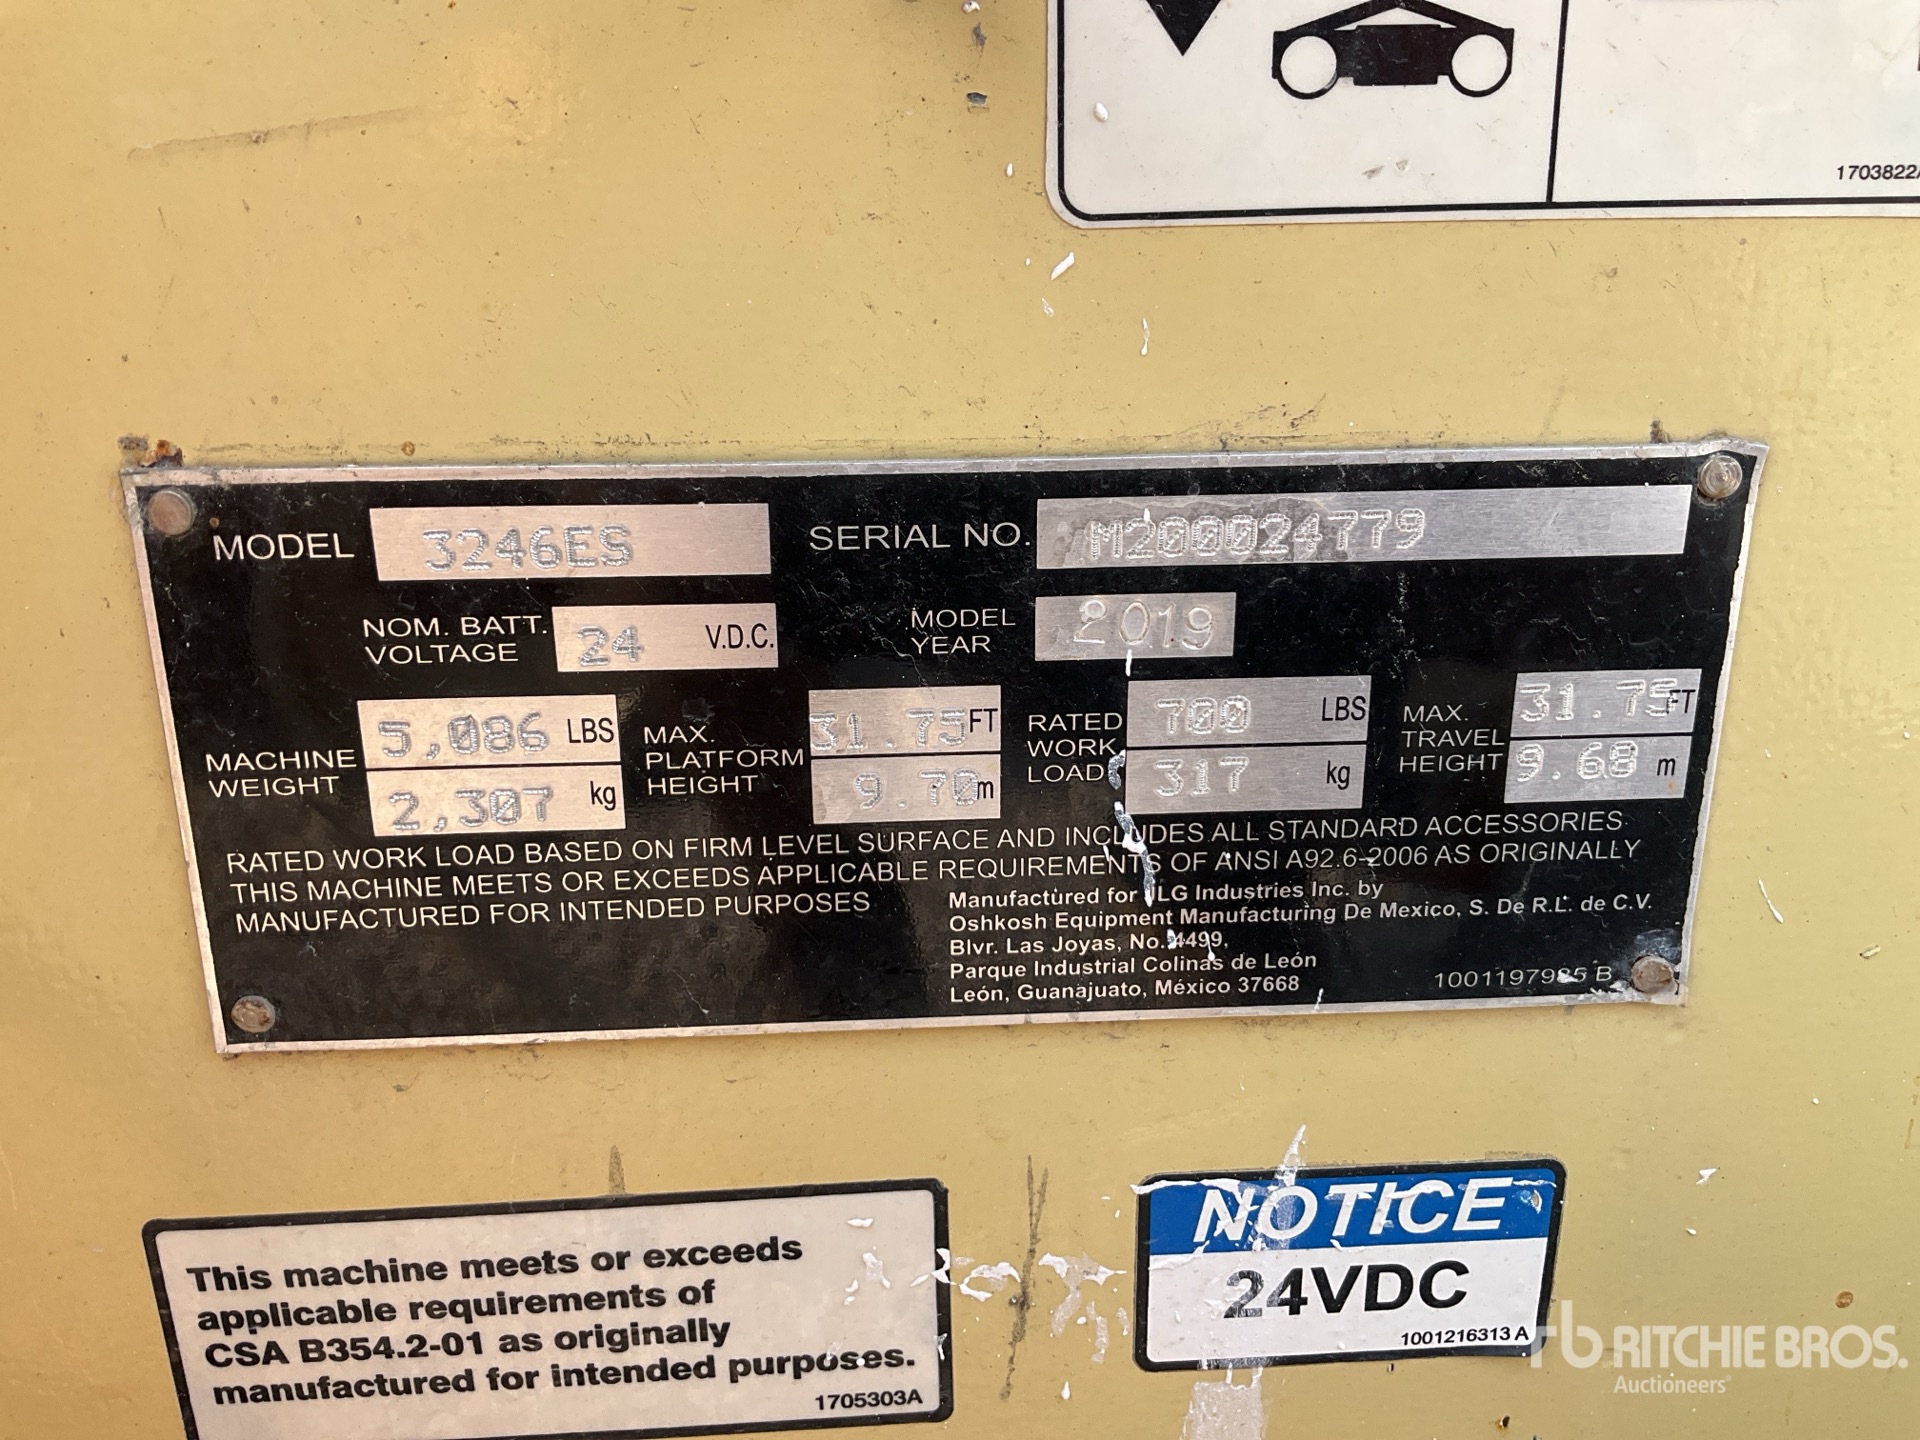 1703822A
MODEL 3246ES SERIAL NO. M200024779
NOM. BATT. VOLTAGE 24 V.D.C. MODEL YEAR 2019
MACHINE WEIGHT 5,086 LBS 2,307 kg
MAX. PLATFORM HEIGHT 31.75 FT 9.70 m
RATED WORK LOAD 700 LBS 317 kg
MAX. TRAVEL HEIGHT 31.75 FT 9.68 m
RATED WORK LOAD BASED ON FIRM LEVEL SURFACE AND INCLUDES ALL STANDARD ACCESSORIES.
THIS MACHINE MEETS OR EXCEEDS APPLICABLE REQUIREMENTS OF ANSI A92.6-2006 AS ORIGINALLY
MANUFACTURED FOR INTENDED PURPOSES
Manufactured for JLG Industries Inc. by
Oshkosh Equipment Manufacturing De Mexico, S. De R.L. de C.V.
Blvr. Las Joyas, No. 4499,
Parque Industrial Colinas de León
León, Guanajuato, México 37668
1001197985 B
This machine meets or exceeds
applicable requirements of
CSA B354.2-01 as originally
manufactured for intended purposes.
1705303A
NOTICE
24VDC
1001216313 A
rb RITCHIE BROS.
Auctioneers